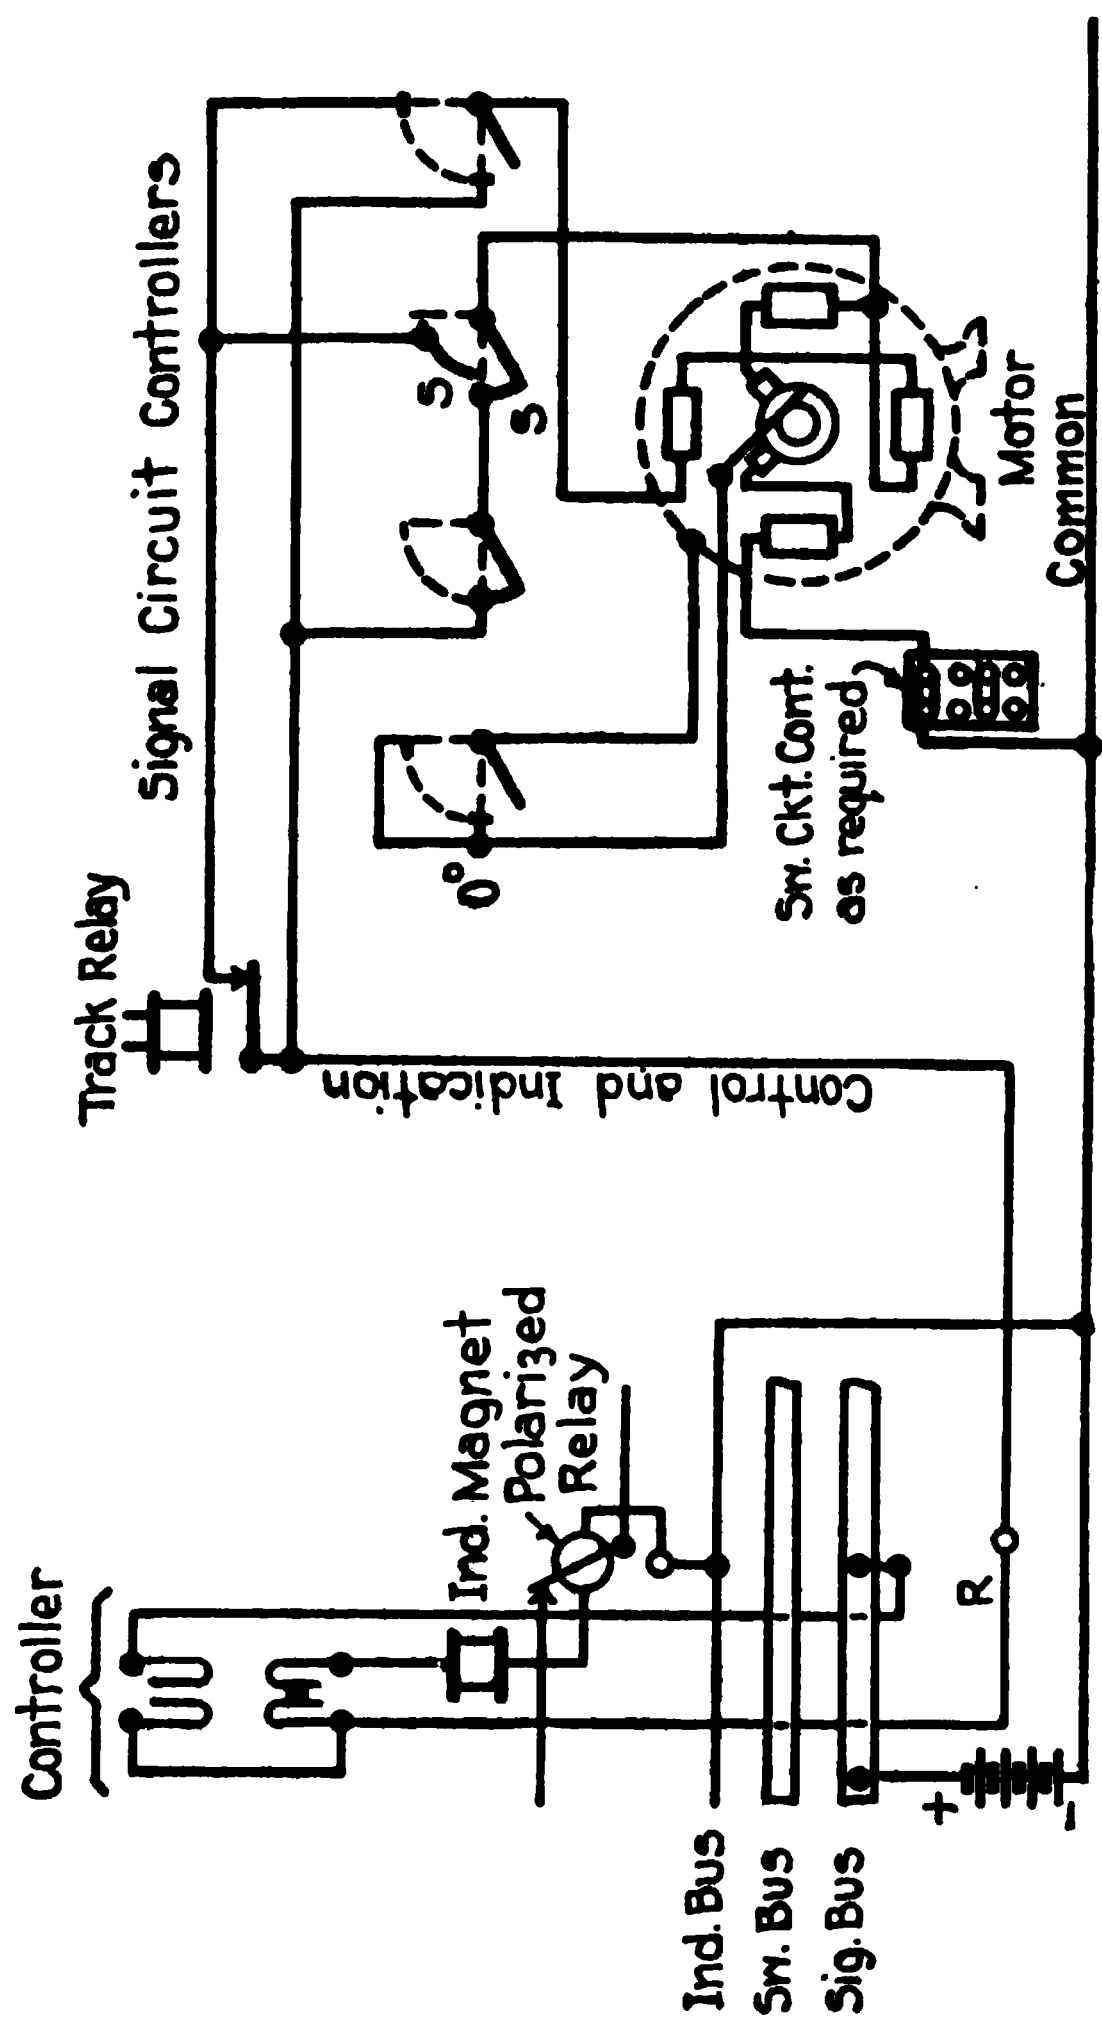 Controller
Ind. Magnet
Polarized
Relay
Ind. Bus
Sw. Bus
Sig. Bus
+
-
R
Track Relay
Control and Indication
Signal Circuit Controllers
0°
S
S
Sw. Ckt. Cont.
as required
Motor
Common